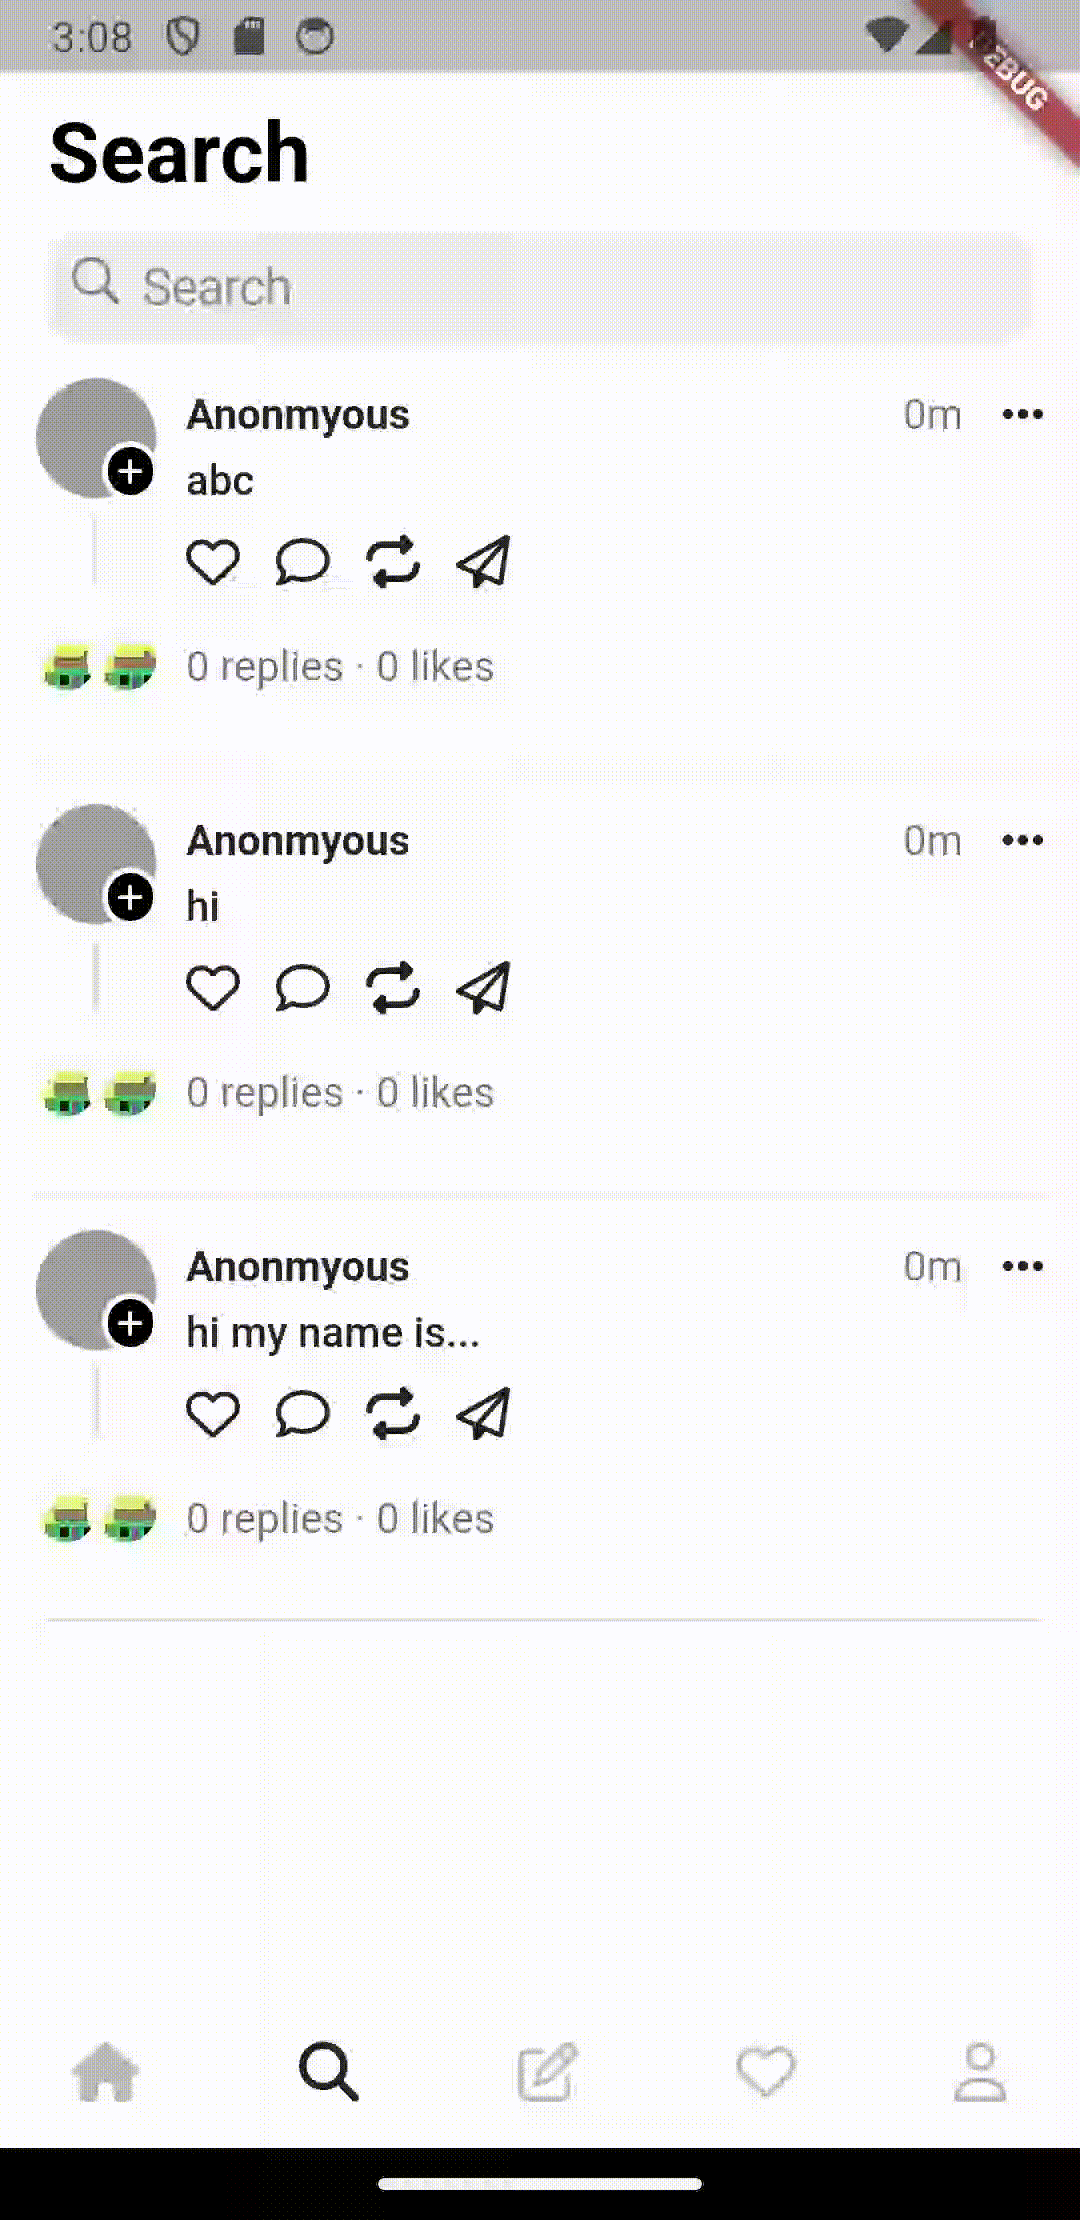 3:08
DEBUG
Search
Search
Anonmyous 0m
abc
0 replies · 0 likes
Anonmyous 0m
hi
0 replies · 0 likes
Anonmyous 0m
hi my name is...
0 replies · 0 likes